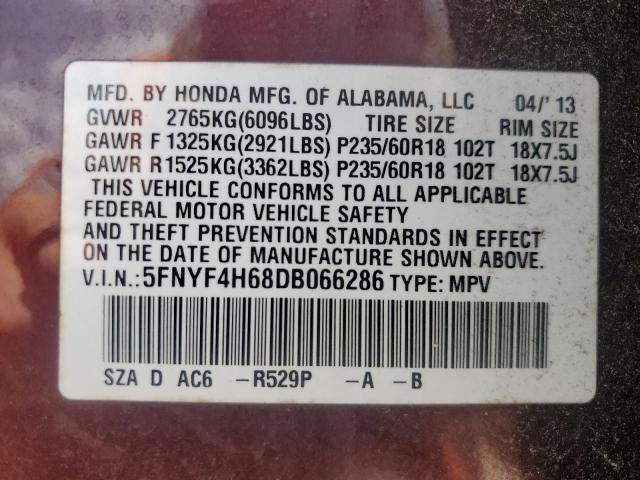 MFD. BY HONDA MFG. OF ALABAMA, LLC 04/'13
GVWR 2765KG(6096LBS) TIRE SIZE RIM SIZE
GAWR F 1325KG(2921LBS) P235/60R18 102T 18X7.5J
GAWR R 1525KG(3362LBS) P235/60R18 102T 18X7.5J
THIS VEHICLE CONFORMS TO ALL APPLICABLE
FEDERAL MOTOR VEHICLE SAFETY
AND THEFT PREVENTION STANDARDS IN EFFECT
ON THE DATE OF MANUFACTURE SHOWN ABOVE.
V.I.N.: 5FNYF4H68DB066286 TYPE: MPV
SZA D AC6 -R529P -A -B